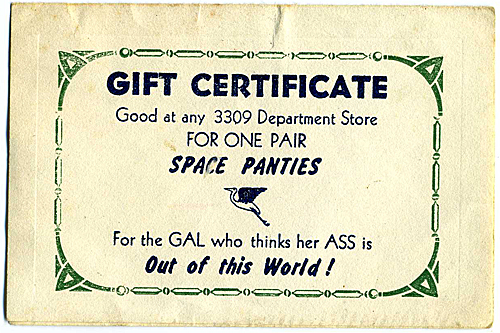 GIFT CERTIFICATE
Good at any 3309 Department Store
FOR ONE PAIR
SPACE PANTIES
For the GAL who thinks her ASS is
Out of this World!